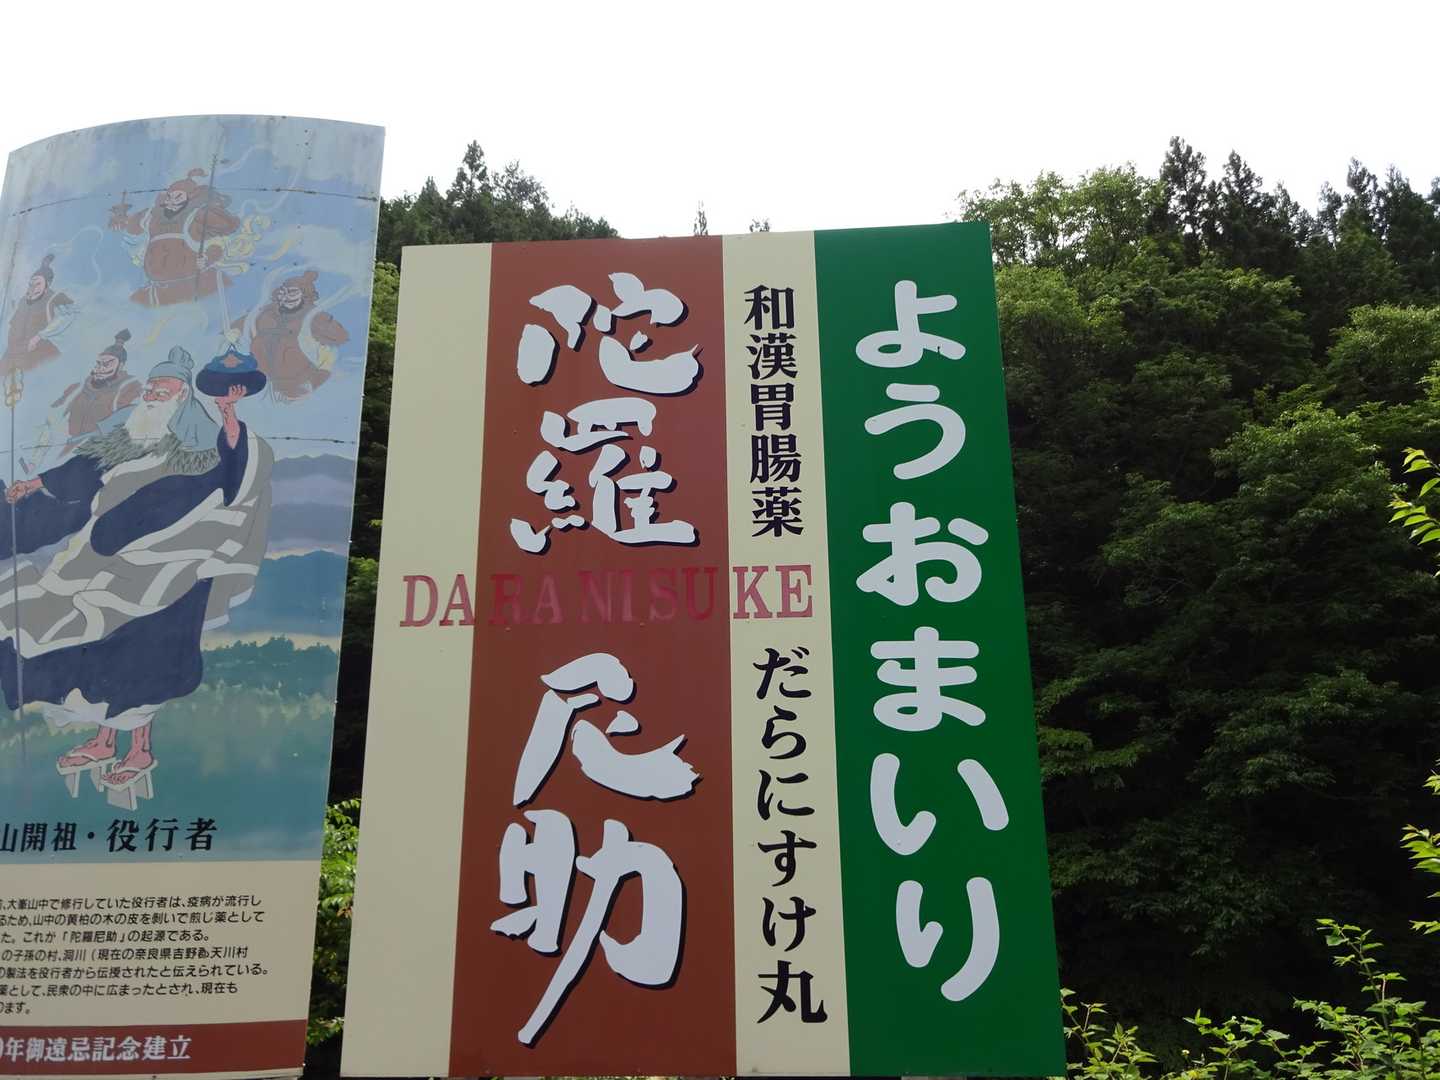 ようおまいり
和漢胃腸薬 だらにすけ丸
陀羅尼助
DARANISUKE
山開祖・役行者
、大峯山中で修行していた役行者は、疫病が流行し
るため、山中の黄柏の木の皮を剥いで煎じ薬として
た。これが「陀羅尼助」の起源である。
の子孫の村、洞川(現在の奈良県吉野郡天川村
の製法を役行者から伝授されたと伝えられている。
薬として、民衆の中に広まったとされ、現在も
ります。
年御遠忌記念建立